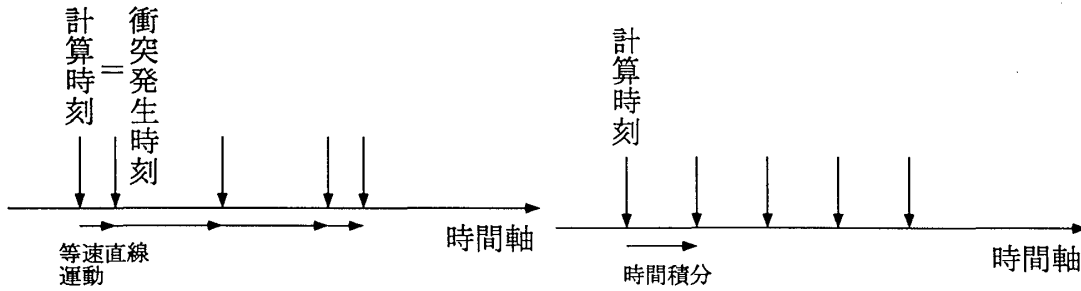 計算時刻
＝
衝突発生時刻
時間軸
等速直線
運動
計算時刻
時間軸
時間積分